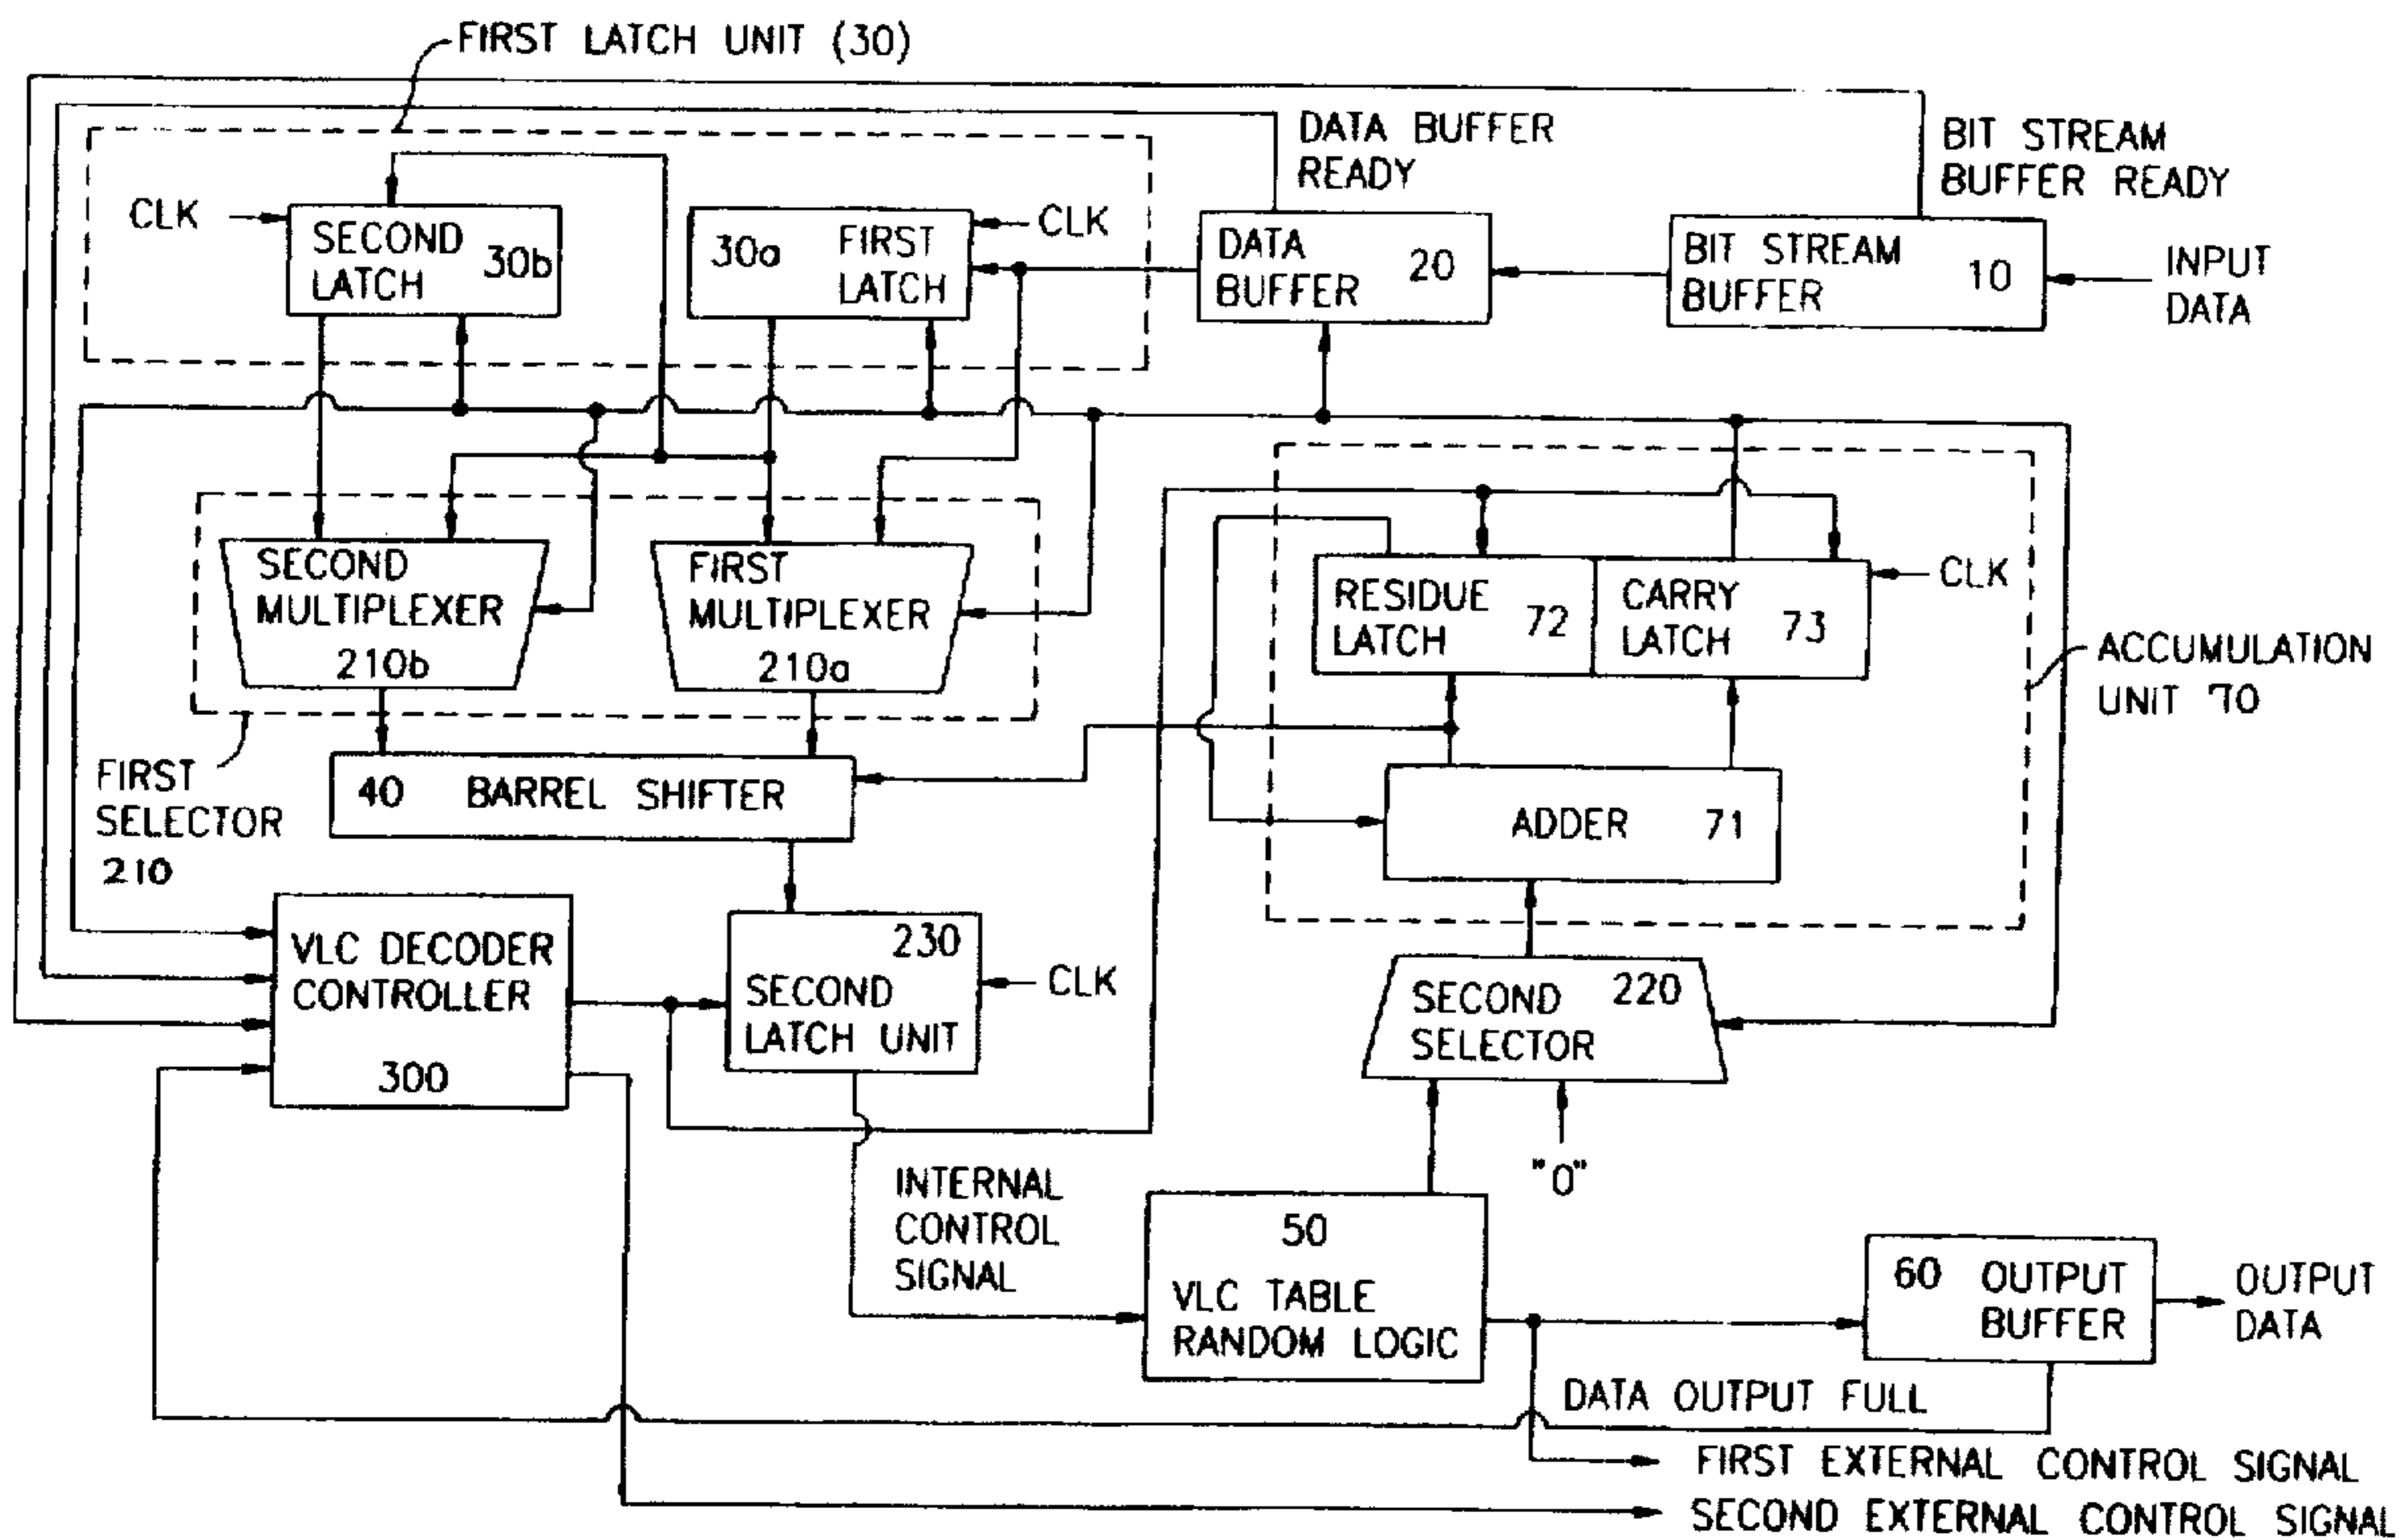 FIRST LATCH UNIT (30)
DATA BUFFER
READY
BIT STREAM
BUFFER READY
CLK
SECOND
LATCH
30b
30a
FIRST
LATCH
CLK
DATA
BUFFER
20
BIT STREAM
BUFFER
10
INPUT
DATA
SECOND
MULTIPLEXER
210b
FIRST
MULTIPLEXER
210a
RESIDUE
LATCH
72
CARRY
LATCH
73
CLK
ACCUMULATION
UNIT 70
FIRST
SELECTOR
210
40 BARREL SHIFTER
ADDER 71
VLC DECODER
CONTROLLER
300
230
SECOND
LATCH UNIT
CLK
SECOND
SELECTOR
220
"0"
INTERNAL
CONTROL
SIGNAL
50
VLC TABLE
RANDOM LOGIC
60 OUTPUT
BUFFER
OUTPUT
DATA
DATA OUTPUT FULL
FIRST EXTERNAL CONTROL SIGNAL
SECOND EXTERNAL CONTROL SIGNAL